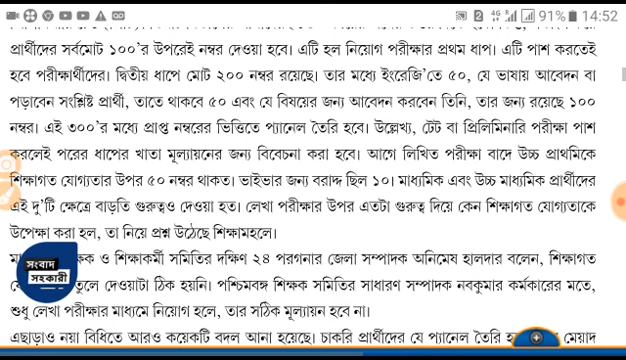 4G 91% 14:52
প্রার্থীদের সর্বমোট ১০০'র উপরেই নম্বর দেওয়া হবে। এটি হল নিয়োগ পরীক্ষার প্রথম ধাপ। এটি পাশ করতেই
হবে পরীক্ষার্থীদের। দ্বিতীয় ধাপে মোট ২০০ নম্বর রয়েছে। তার মধ্যে ইংরেজি'তে ৫০, যে ভাষায় আবেদন বা
পড়াবেন সংশ্লিষ্ট প্রার্থী, তাতে থাকবে ৫০ এবং যে বিষয়ের জন্য আবেদন করবেন তিনি, তার জন্য রয়েছে ১০০
নম্বর। এই ৩০০'র মধ্যে প্রাপ্ত নম্বরের ভিত্তিতে প্যানেল তৈরি হবে। উল্লেখ্য, টেট বা প্রিলিমিনারি পরীক্ষা পাশ
করলেই পরের ধাপের খাতা মূল্যায়নের জন্য বিবেচনা করা হবে। আগে লিখিত পরীক্ষা বাদে উচ্চ প্রাথমিকে
শিক্ষাগত যোগ্যতার উপর ৫০ নম্বর থাকত। ভাইভার জন্য বরাদ্দ ছিল ১০। মাধ্যমিক এবং উচ্চ মাধ্যমিক প্রার্থীদের
এই দু'টি ক্ষেত্রে বাড়তি গুরুত্বও দেওয়া হত। লেখা পরীক্ষার উপর এতটা গুরুত্ব দিয়ে কেন শিক্ষাগত যোগ্যতাকে
উপেক্ষা করা হল, তা নিয়ে প্রশ্ন উঠেছে শিক্ষামহলে।
ও শিক্ষাকর্মী সমিতির দক্ষিণ ২৪ পরগনার জেলা সম্পাদক অনিমেষ হালদার বলেন, শিক্ষাগত
তুলে দেওয়াটা ঠিক হয়নি। পশ্চিমবঙ্গ শিক্ষক সমিতির সাধারণ সম্পাদক নবকুমার কর্মকারের মতে,
শুধু লেখা পরীক্ষার মাধ্যমে নিয়োগ হলে, তার সঠিক মূল্যায়ন হবে না।
এছাড়াও নয়া বিধিতে আরও কয়েকটি বদল আনা হয়েছে। চাকরি প্রার্থীদের যে প্যানেল তৈরি মেয়াদ
সংবাদ
সহকারী